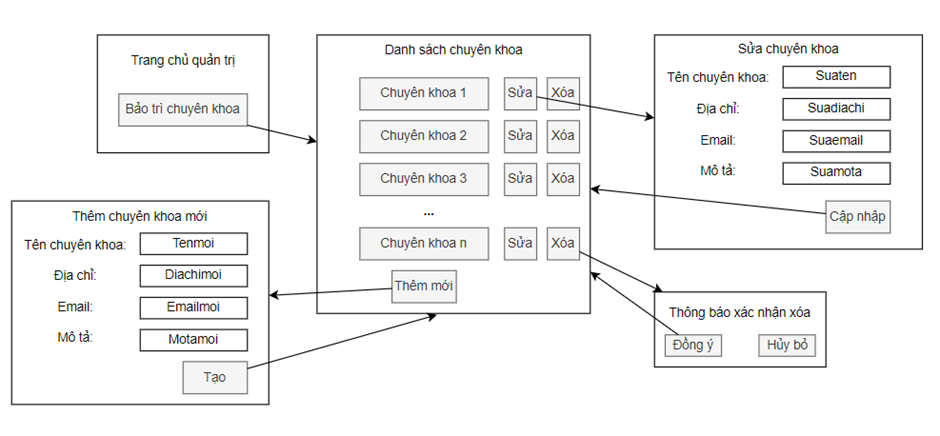 Trang chủ quản trị
Bảo trì chuyên khoa
Danh sách chuyên khoa
Chuyên khoa 1 Sửa Xóa
Chuyên khoa 2 Sửa Xóa
Chuyên khoa 3 Sửa Xóa
...
Chuyên khoa n Sửa Xóa
Thêm mới
Sửa chuyên khoa
Tên chuyên khoa: Suaten
Địa chỉ: Suadiachi
Email: Suaemail
Mô tả: Suamota
Cập nhập
Thêm chuyên khoa mới
Tên chuyên khoa: Tenmoi
Địa chỉ: Diachimoi
Email: Emailmoi
Mô tả: Motamoi
Tạo
Thông báo xác nhận xóa
Đồng ý Hủy bỏ